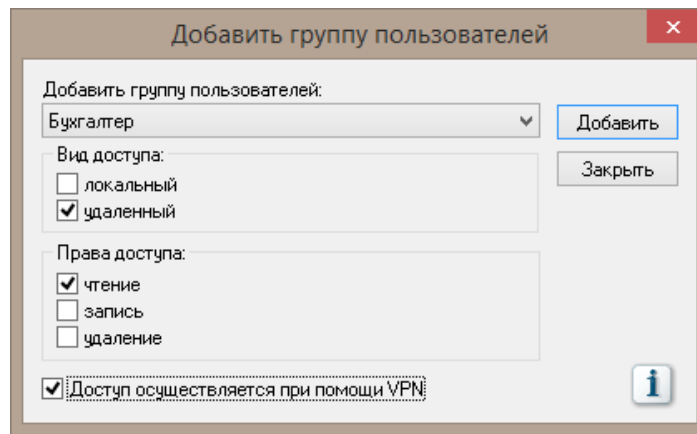 Добавить группу пользователей
Добавить группу пользователей:
Бухгалтер
Добавить
Вид доступа:
локальный
удаленный
Закрыть
Права доступа:
чтение
запись
удаление
Доступ осуществляется при помощи VPN